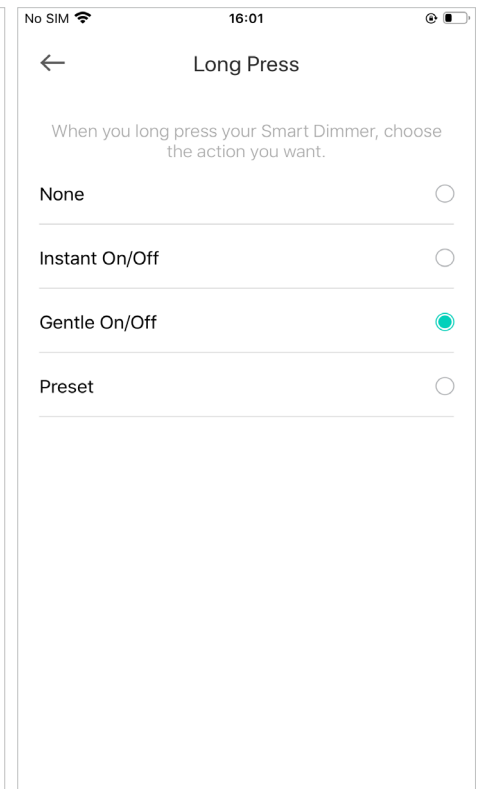 No SIM 16:01
Long Press
When you long press your Smart Dimmer, choose
the action you want.
None
Instant On/Off
Gentle On/Off
Preset